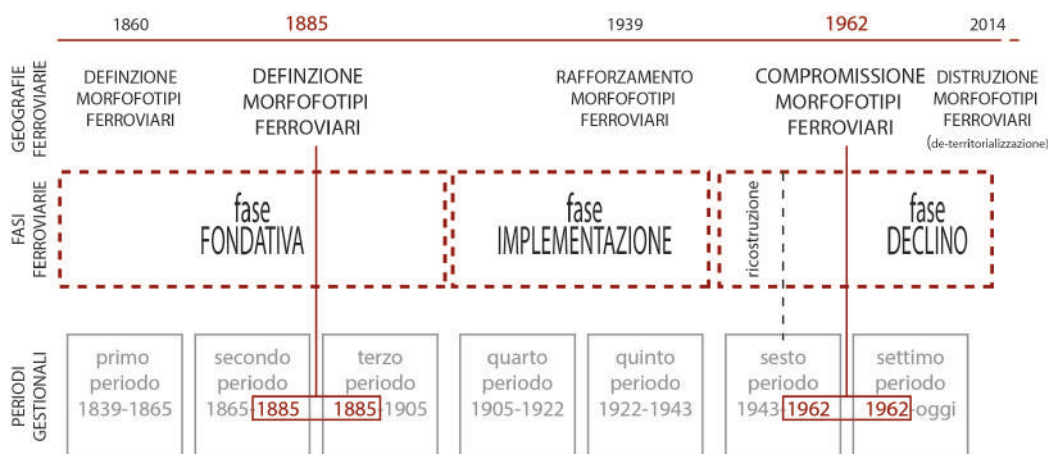 1860 1885 1939 1962 2014
GEOGRAFIE
FERROVIARIE
DEFINZIONE
MORFOFOTIPI
FERROVIARI
DEFINZIONE
MORFOFOTIPI
FERROVIARI
RAFFORZAMENTO
MORFOFOTIPI
FERROVIARI
COMPROMISSIONE
MORFOFOTIPI
FERROVIARI
DISTRUZIONE
MORFOFOTIPI
FERROVIARI
(de-territorializzazione)
FASI
FERROVIARIE
fase
FONDATIVA
fase
IMPLEMENTAZIONE
ricostruzione
fase
DECLINO
PERIODI
GESTIONALI
primo
periodo
1839-1865
secondo
periodo
1865-1885
terzo
periodo
1885-1905
quarto
periodo
1905-1922
quinto
periodo
1922-1943
sesto
periodo
1943-1962
settimo
periodo
1962-oggi